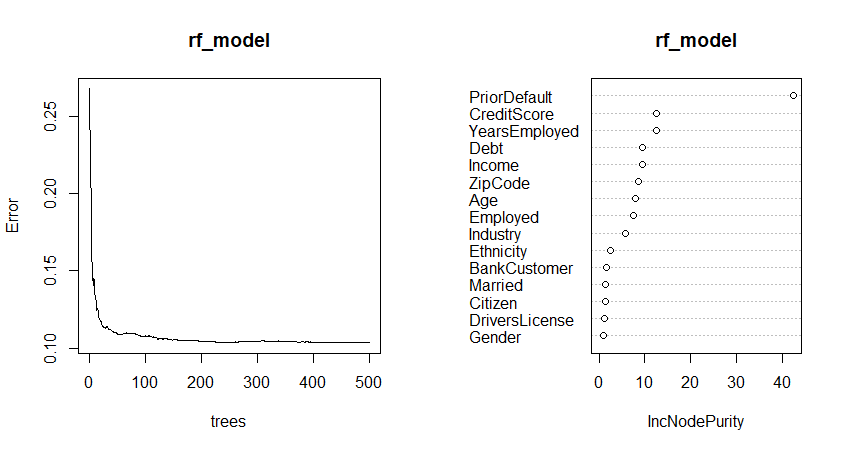 rf_model
Error
0.25
0.20
0.15
0.10
0 100 200 300 400 500
trees
rf_model
PriorDefault
CreditScore
YearsEmployed
Debt
Income
ZipCode
Age
Employed
Industry
Ethnicity
BankCustomer
Married
Citizen
DriversLicense
Gender
0 10 20 30 40
IncNodePurity